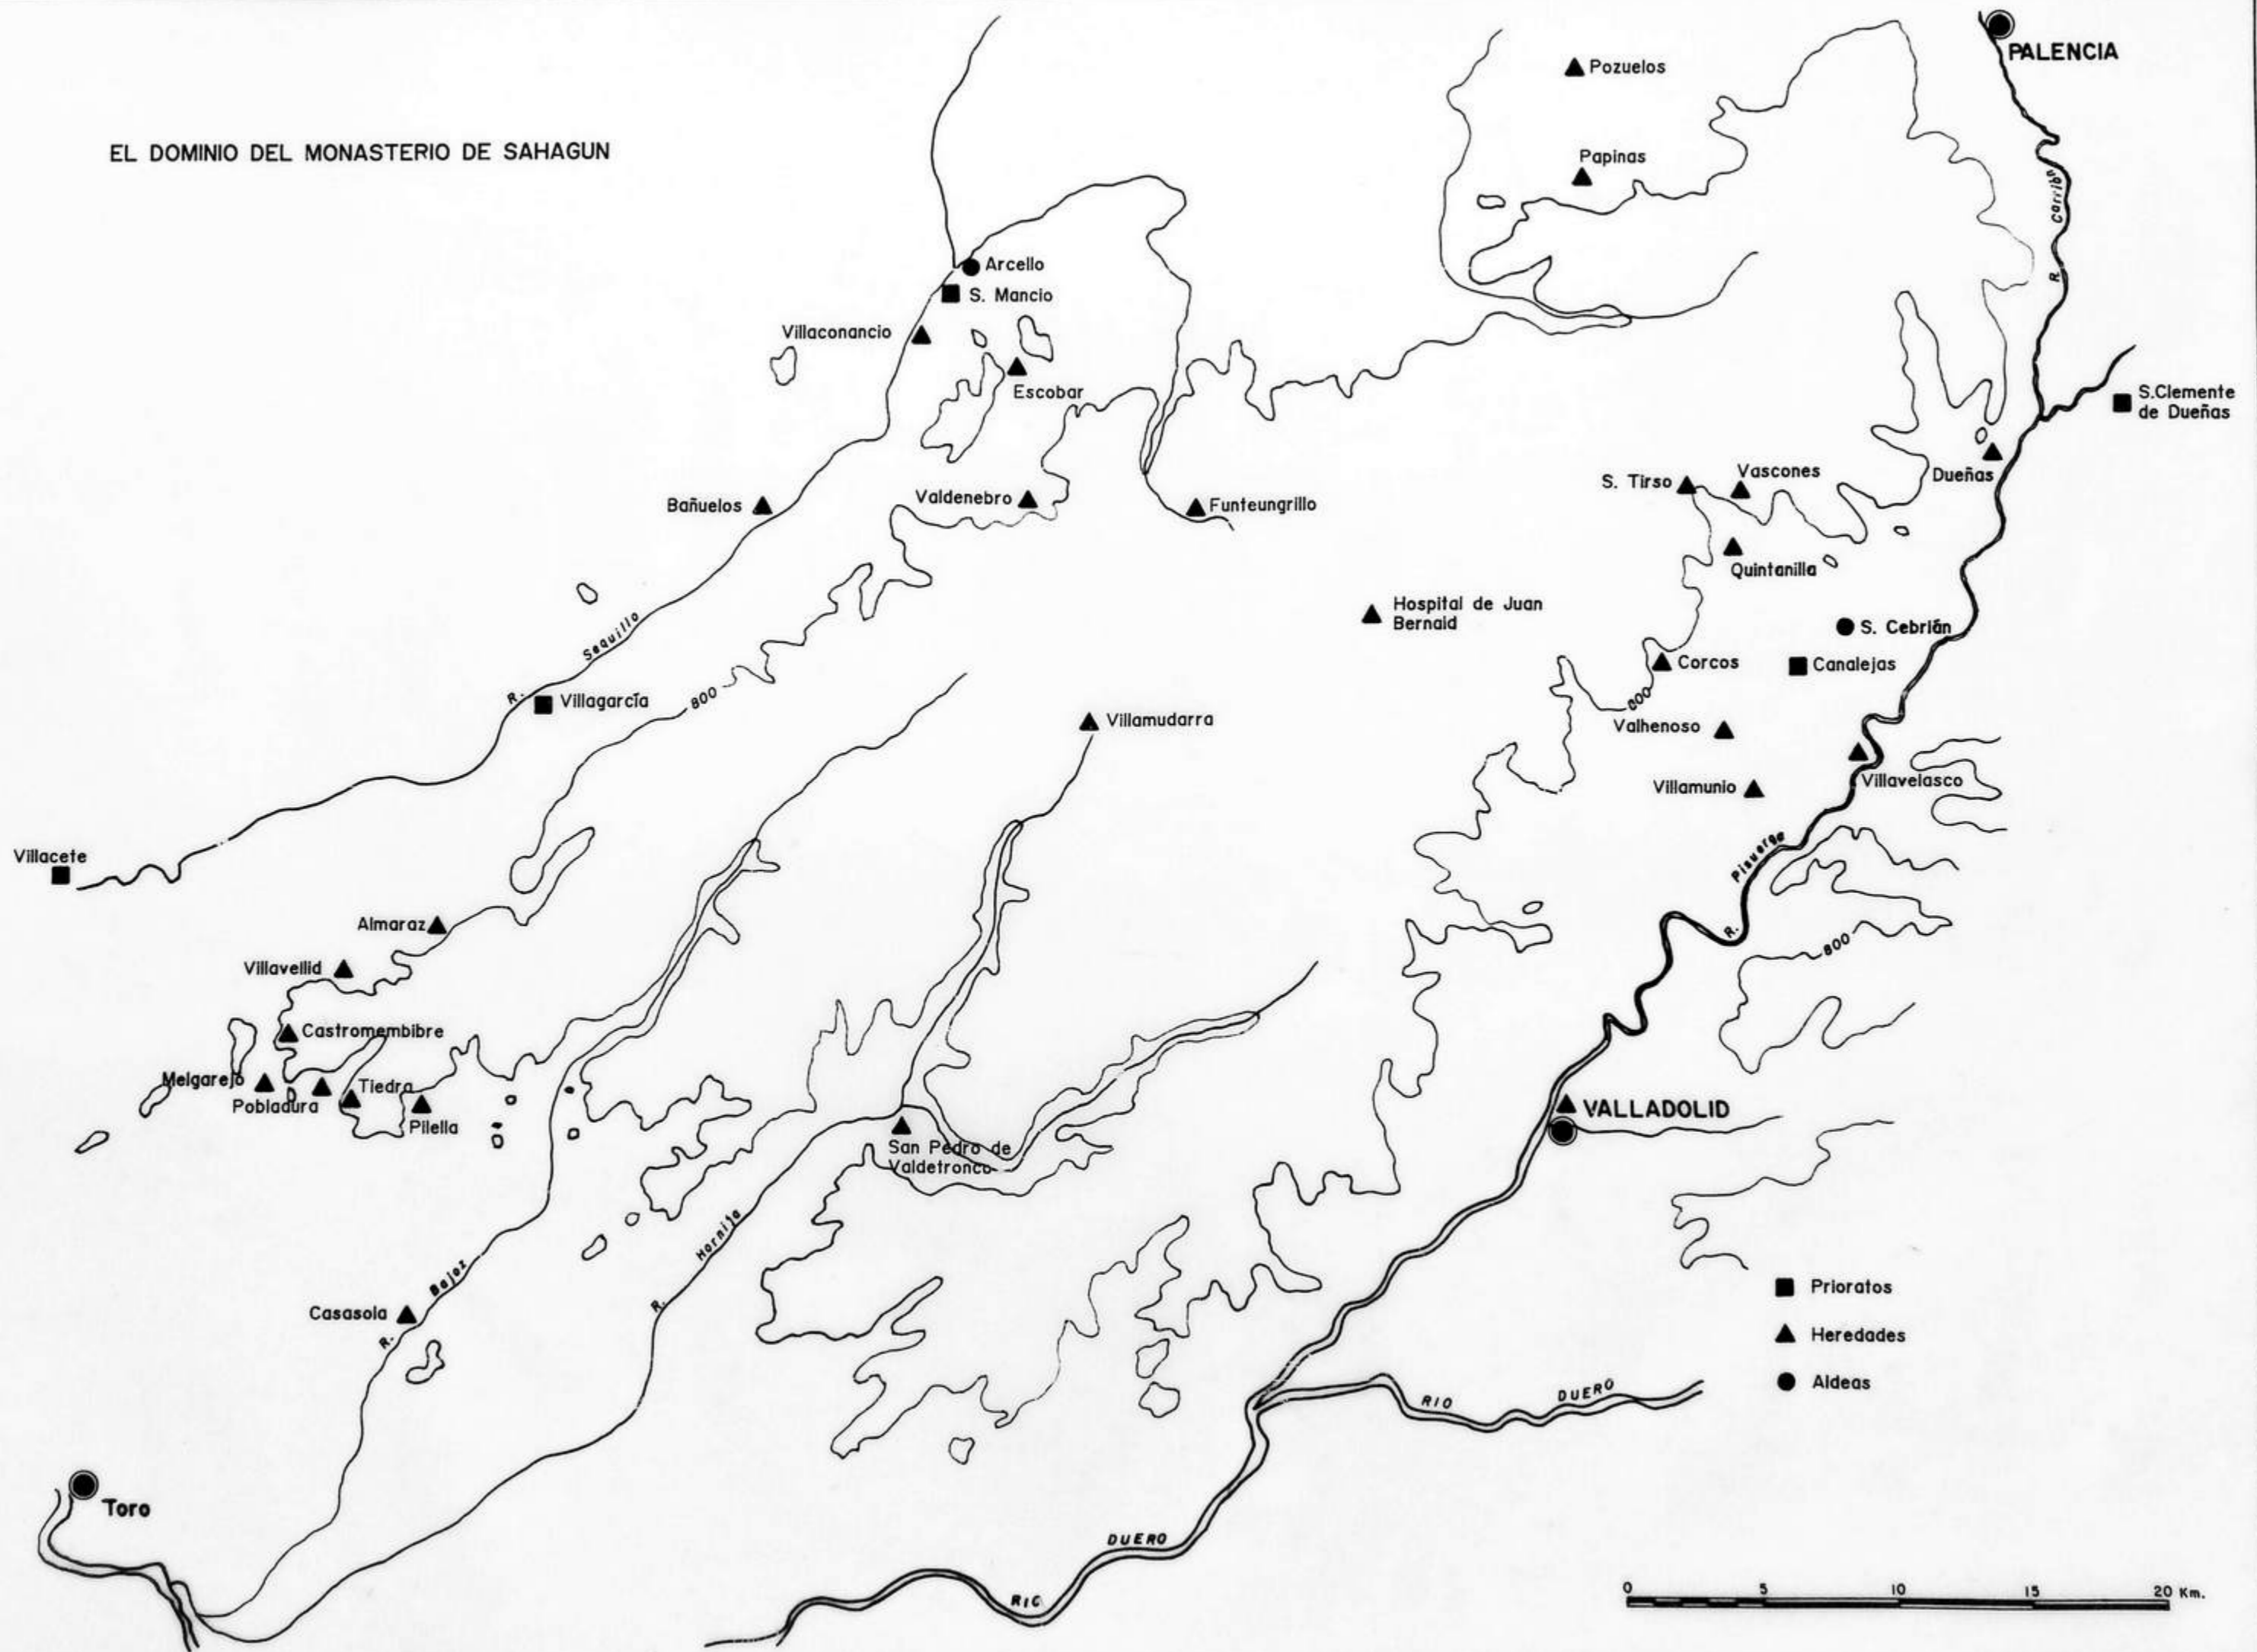 PALENCIA
Pozuelos
EL DOMINIO DEL MONASTERIO DE SAHAGUN
Papinas
R. Carrión
Arcello
S. Mancio
Villaconancio
Escobar
S.Clemente
de Dueñas
Dueñas
Vascones
S. Tirso
Bañuelos
Valdenebro
Funteungrillo
Quintanilla
Hospital de Juan
Bernald
S. Cebrián
R. Sequillo
Corcos
Canalejas
Villagarcía
800
800
Villamudarra
Valhenoso
Villavelasco
Villamunio
Villacete
R. Pisuerga
Almaraz
800
Villavellid
Castromembibre
Melgarejo
Tiedra
Pobladura
Pilella
VALLADOLID
San Pedro de
Valdetronco
R. Hornija
R. Bajoz
Casasola
Prioratos
Heredades
Aldeas
RIO DUERO
Toro
RIO DUERO
0 5 10 15 20 Km.